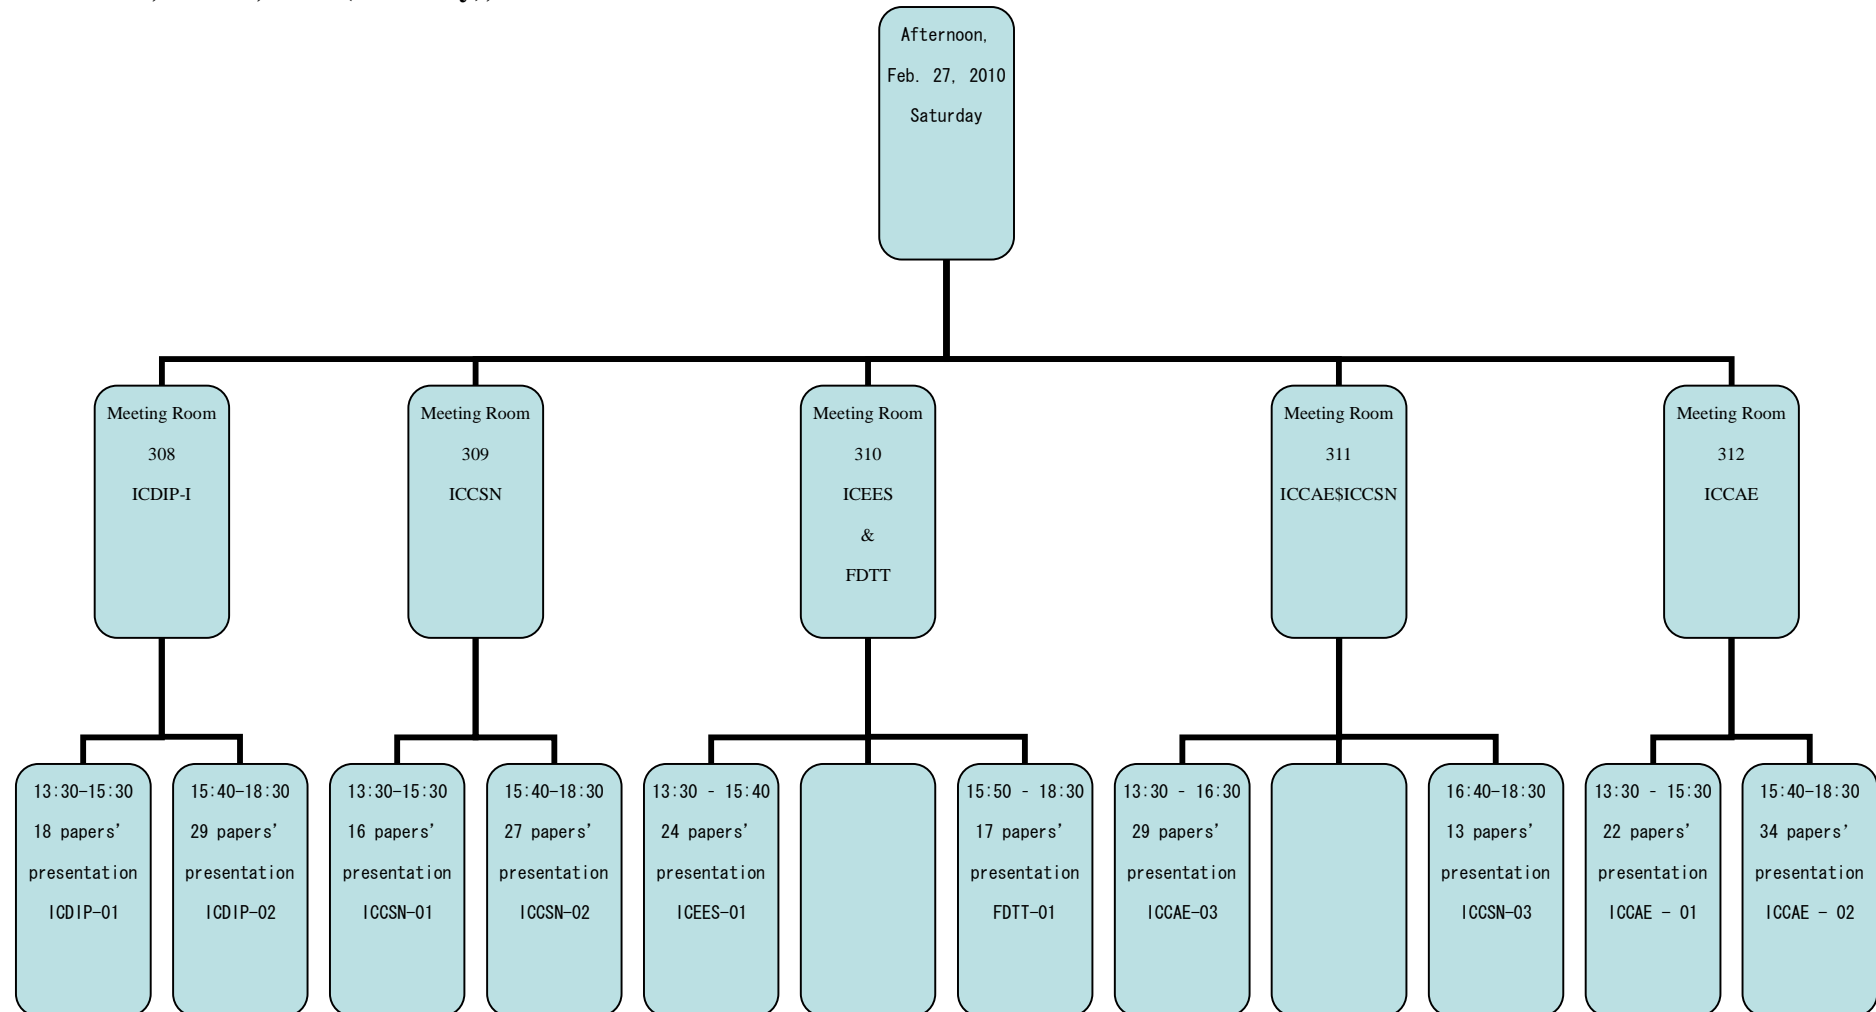 Afternoon,
Feb. 27, 2010
Saturday
Meeting Room
308
ICDIP-I
Meeting Room
309
ICCSN
Meeting Room
310
ICEES
&
FDTT
Meeting Room
311
ICCAE$ICCSN
Meeting Room
312
ICCAE
13:30-15:30
18 papers'
presentation
ICDIP-01
15:40-18:30
29 papers'
presentation
ICDIP-02
13:30-15:30
16 papers'
presentation
ICCSN-01
15:40-18:30
27 papers'
presentation
ICCSN-02
13:30 - 15:40
24 papers'
presentation
ICEES-01
15:50 - 18:30
17 papers'
presentation
FDTT-01
13:30 - 16:30
29 papers'
presentation
ICCAE-03
16:40-18:30
13 papers'
presentation
ICCSN-03
13:30 - 15:30
22 papers'
presentation
ICCAE - 01
15:40-18:30
34 papers'
presentation
ICCAE - 02